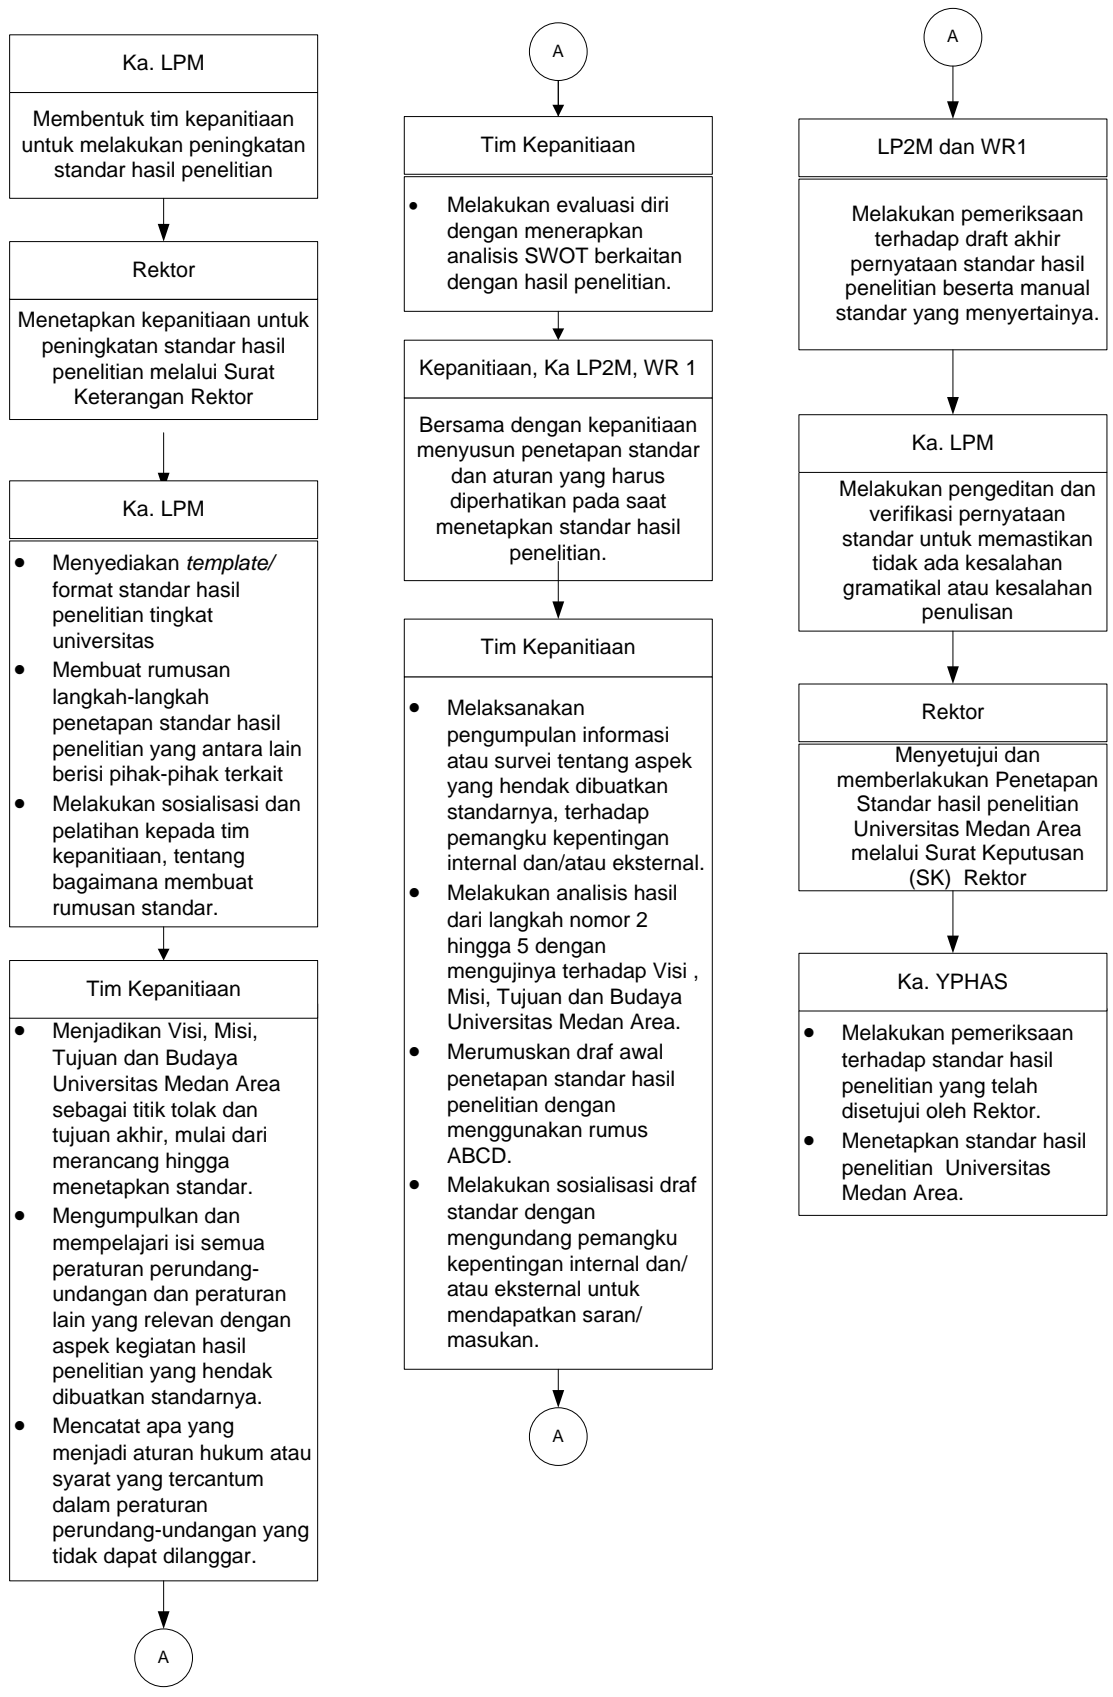 Ka. LPM
Membentuk tim kepanitiaan
untuk melakukan peningkatan
standar hasil penelitian
Rektor
Menetapkan kepanitiaan untuk
peningkatan standar hasil
penelitian melalui Surat
Keterangan Rektor
Ka. LPM
• Menyediakan template/
format standar hasil
penelitian tingkat
universitas
• Membuat rumusan
langkah-langkah
penetapan standar hasil
penelitian yang antara lain
berisi pihak-pihak terkait
• Melakukan sosialisasi dan
pelatihan kepada tim
kepanitiaan, tentang
bagaimana membuat
rumusan standar.
Tim Kepanitiaan
• Menjadikan Visi, Misi,
Tujuan dan Budaya
Universitas Medan Area
sebagai titik tolak dan
tujuan akhir, mulai dari
merancang hingga
menetapkan standar.
• Mengumpulkan dan
mempelajari isi semua
peraturan perundang-
undangan dan peraturan
lain yang relevan dengan
aspek kegiatan hasil
penelitian yang hendak
dibuatkan standarnya.
• Mencatat apa yang
menjadi aturan hukum atau
syarat yang tercantum
dalam peraturan
perundang-undangan yang
tidak dapat dilanggar.
A
A
Tim Kepanitiaan
• Melakukan evaluasi diri
dengan menerapkan
analisis SWOT berkaitan
dengan hasil penelitian.
Kepanitiaan, Ka LP2M, WR 1
Bersama dengan kepanitiaan
menyusun penetapan standar
dan aturan yang harus
diperhatikan pada saat
menetapkan standar hasil
penelitian.
Tim Kepanitiaan
• Melaksanakan
pengumpulan informasi
atau survei tentang aspek
yang hendak dibuatkan
standarnya, terhadap
pemangku kepentingan
internal dan/atau eksternal.
• Melakukan analisis hasil
dari langkah nomor 2
hingga 5 dengan
mengujinya terhadap Visi ,
Misi, Tujuan dan Budaya
Universitas Medan Area.
• Merumuskan draf awal
penetapan standar hasil
penelitian dengan
menggunakan rumus
ABCD.
• Melakukan sosialisasi draf
standar dengan
mengundang pemangku
kepentingan internal dan/
atau eksternal untuk
mendapatkan saran/
masukan.
A
A
LP2M dan WR1
Melakukan pemeriksaan
terhadap draft akhir
pernyataan standar hasil
penelitian beserta manual
standar yang menyertainya.
Ka. LPM
Melakukan pengeditan dan
verifikasi pernyataan
standar untuk memastikan
tidak ada kesalahan
gramatikal atau kesalahan
penulisan
Rektor
Menyetujui dan
memberlakukan Penetapan
Standar hasil penelitian
Universitas Medan Area
melalui Surat Keputusan
(SK) Rektor
Ka. YPHAS
• Melakukan pemeriksaan
terhadap standar hasil
penelitian yang telah
disetujui oleh Rektor.
• Menetapkan standar hasil
penelitian Universitas
Medan Area.